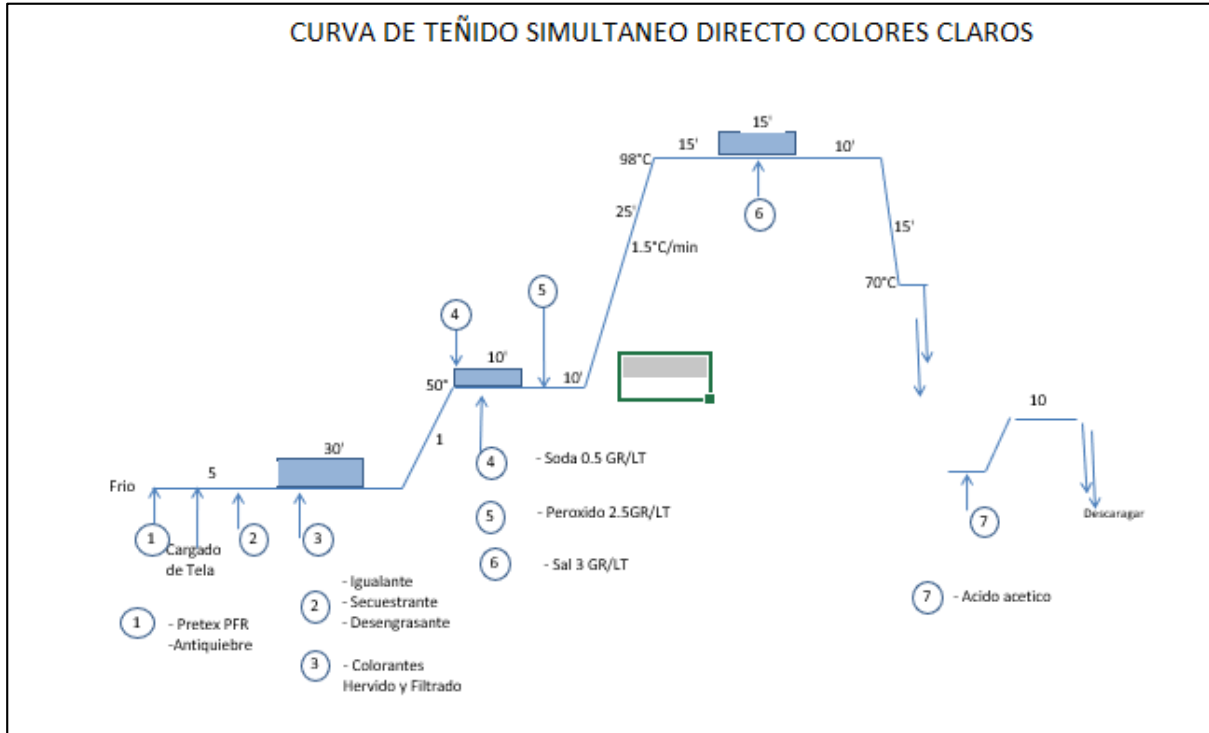 CURVA DE TEÑIDO SIMULTANEO DIRECTO COLORES CLAROS
15'
98°C
15'
10'
6
25'
1.5°C/min
15'
70°C
4
5
50°
10'
10'
1
30'
5
Frio
1
Cargado
de Tela
2
3
4
- Soda 0.5 GR/LT
5
- Peroxido 2.5GR/LT
6
- Sal 3 GR/LT
1
- Pretex PFR
-Antiquiebre
2
- Igualante
- Secuestrante
- Desengrasante
3
- Colorantes
Hervido y Filtrado
10
7
Descaragar
7
- Acido acetico